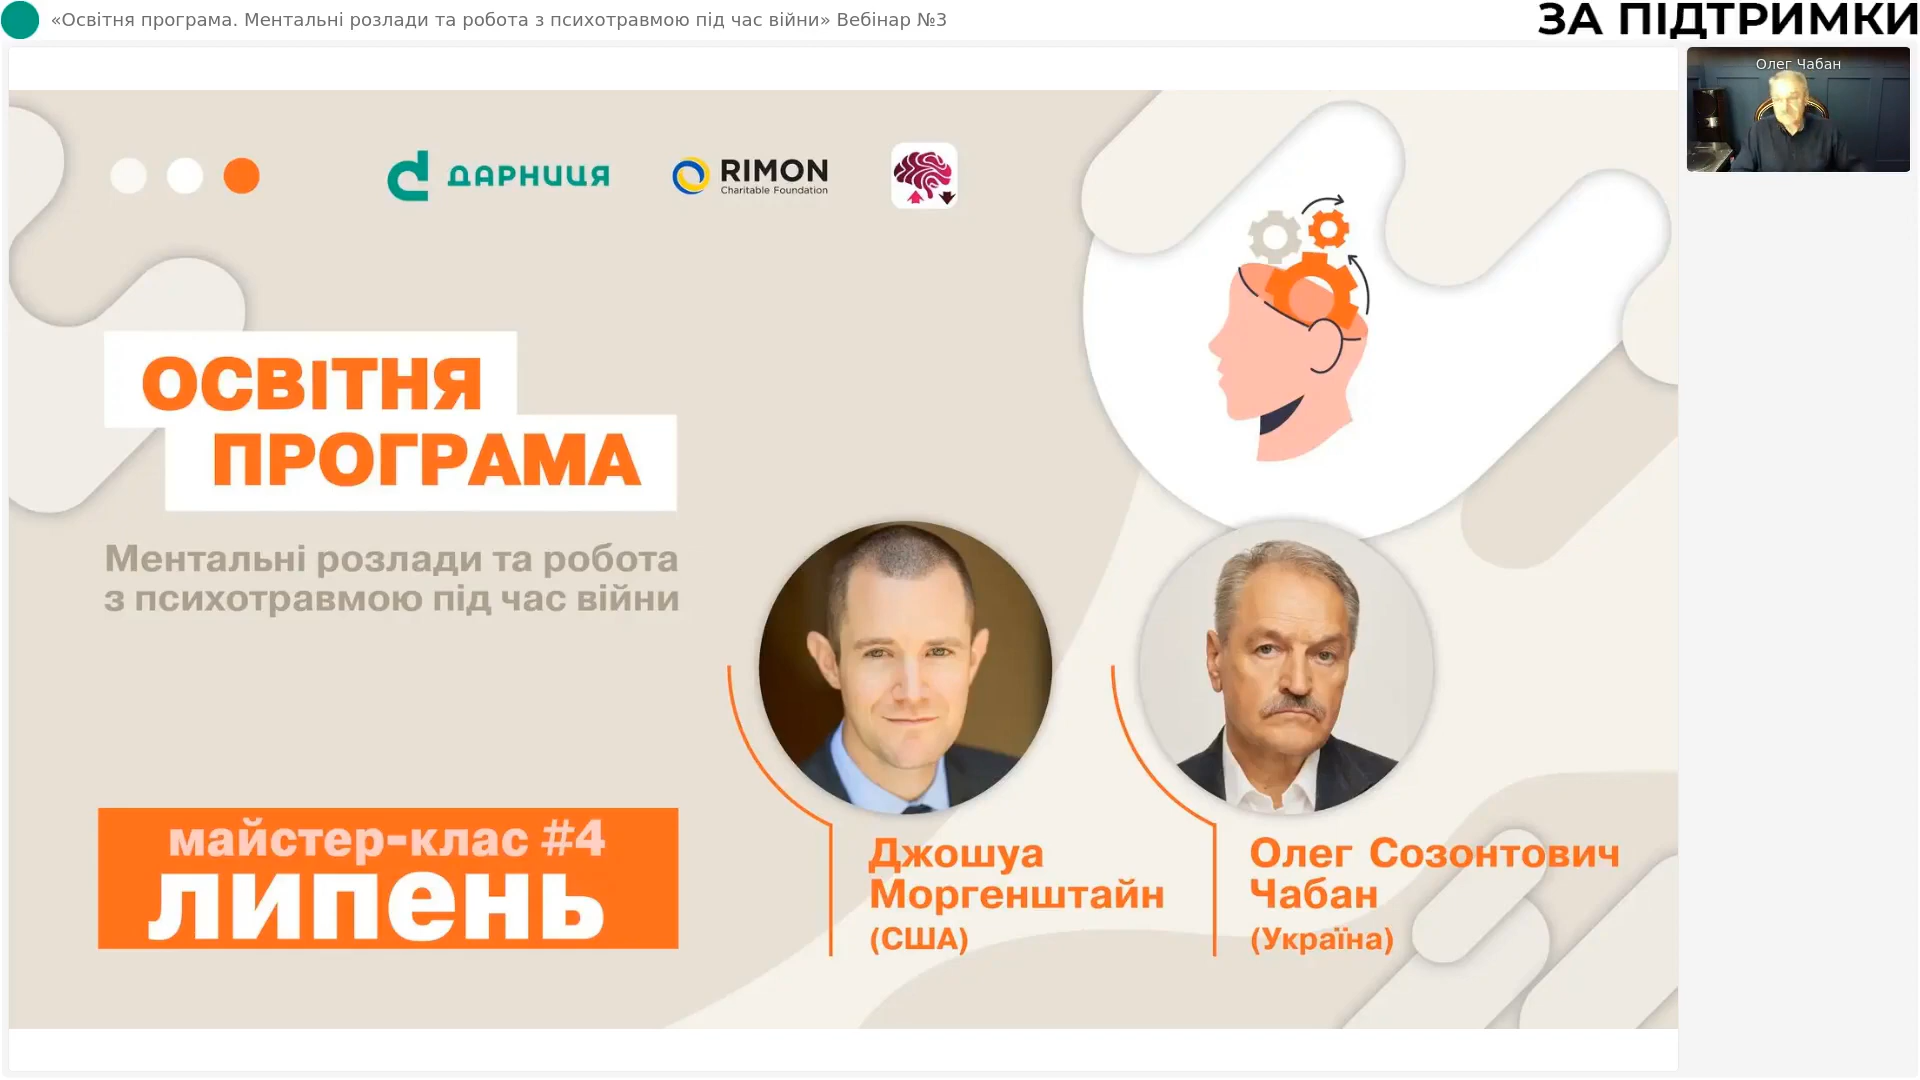 «Освітня програма. Ментальні розлади та робота з психотравмою під час війни» Вебінар №3
ЗА ПІДТРИМКИ
Олег Чабан
ДАРНИЦЯ
RIMON
Charitable Foundation
ОСВІТНЯ
ПРОГРАМА
Ментальні розлади та робота
з психотравмою під час війни
майстер-клас #4
липень
Джошуа
Моргенштайн
(США)
Олег Созонтович
Чабан
(Україна)